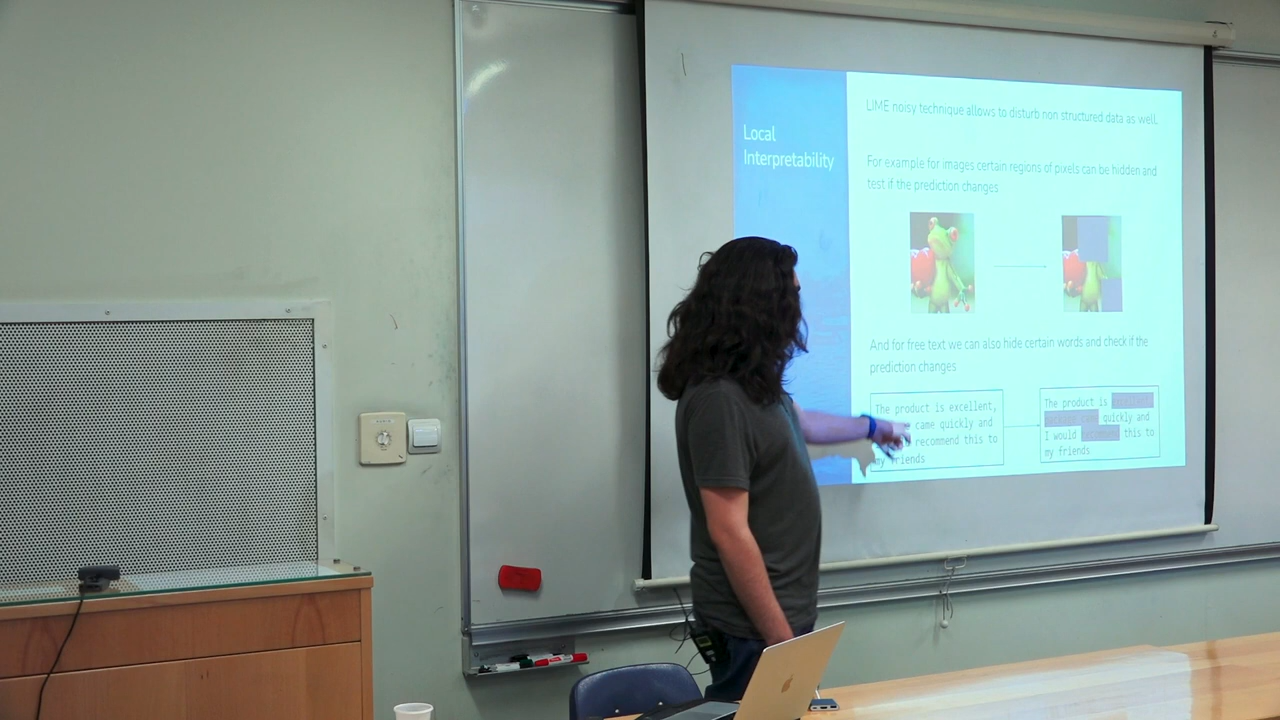 Local
Interpretability
LIME noisy technique allows to disturb non structured data as well.
For example for images certain regions of pixels can be hidden and
test if the prediction changes
And for free text we can also hide certain words and check if the
prediction changes
The product is excellent,
came quickly and
recommend this to
my friends
The product is excellent,
quickly and
I would this to
my friends